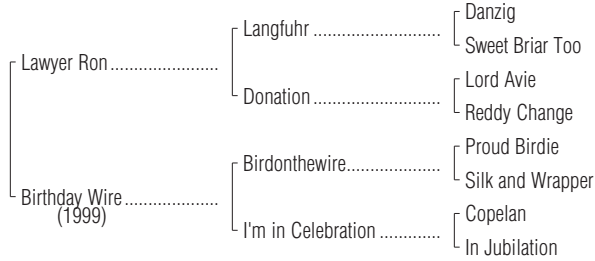 Danzig
Langfuhr ......................
Sweet Briar Too
Lawyer Ron ......................
Lord Avie
Donation ......................
Reddy Change
Proud Birdie
Birdonthewire..................
Silk and Wrapper
Birthday Wire ...................
(1999)
Copelan
I'm in Celebration ............
In Jubilation